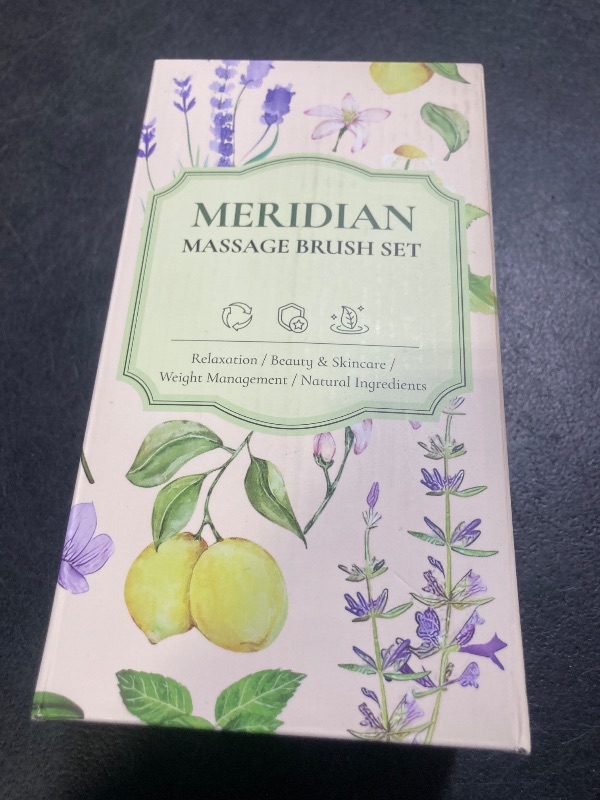 MERIDIAN
MASSAGE BRUSH SET
Relaxation / Beauty & Skincare /
Weight Management / Natural Ingredients